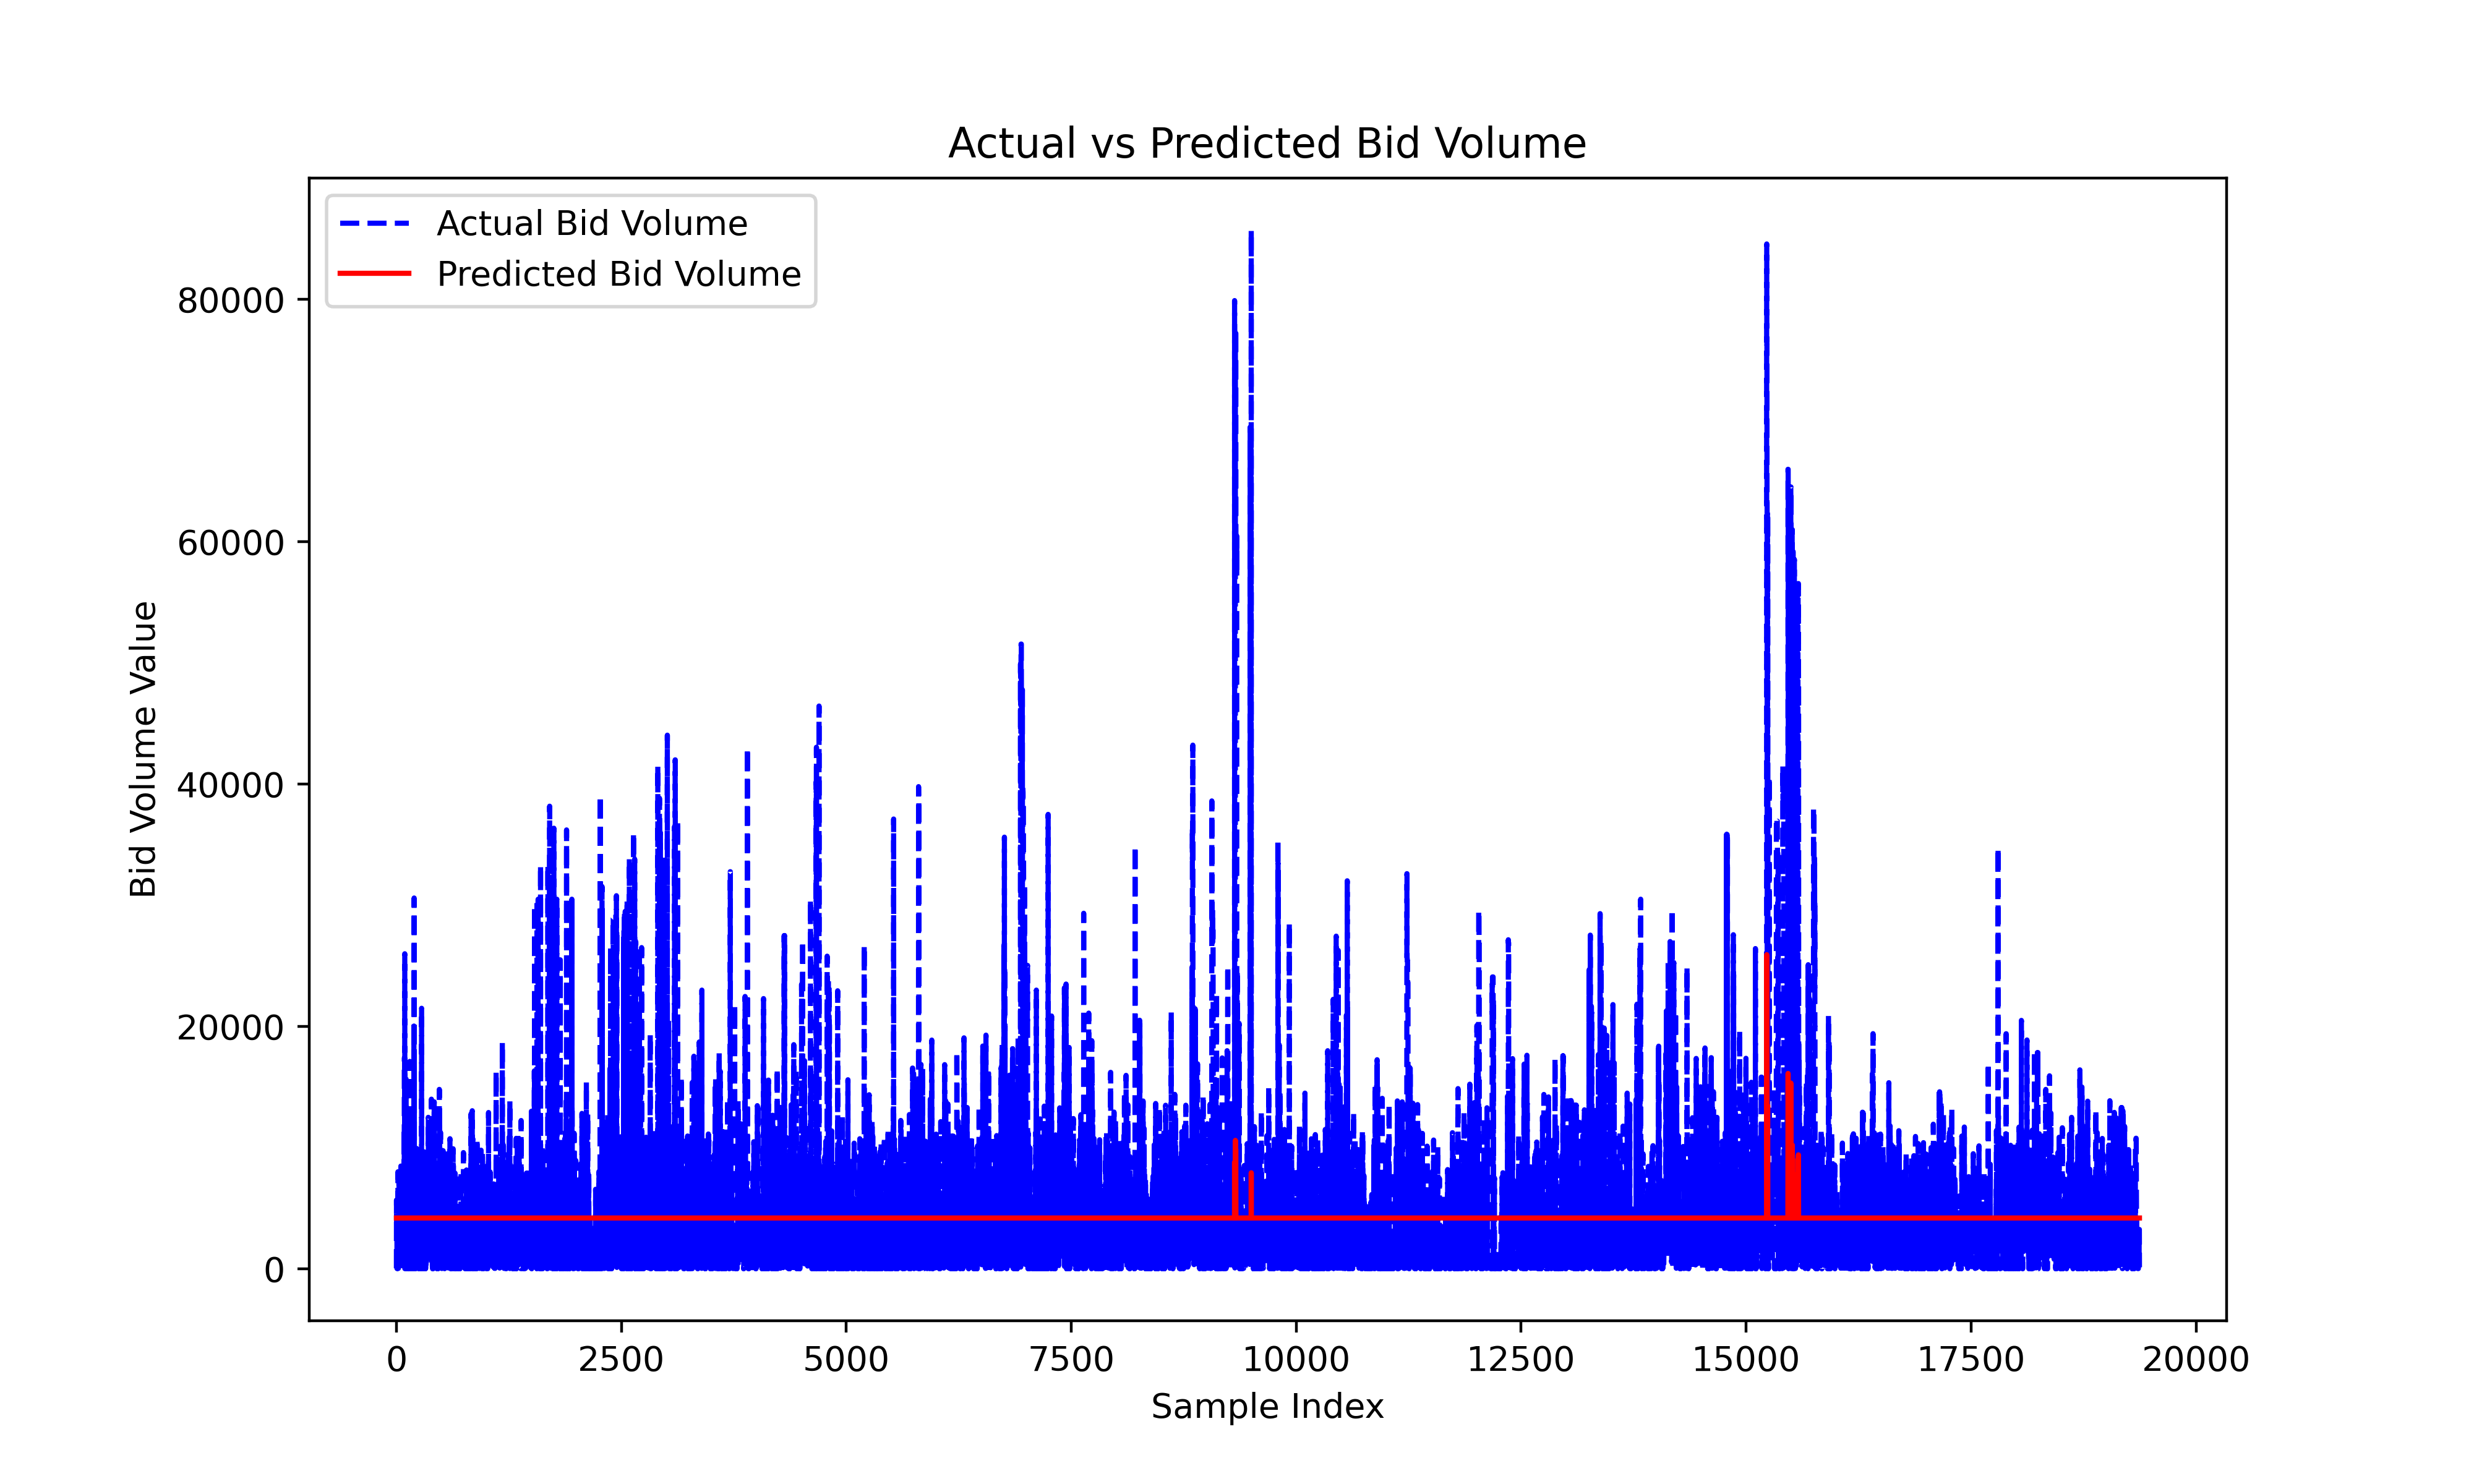 Actual vs Predicted Bid Volume
Actual Bid Volume
Predicted Bid Volume
80000
60000
40000
20000
0
Bid Volume Value
0 2500 5000 7500 10000 12500 15000 17500 20000
Sample Index